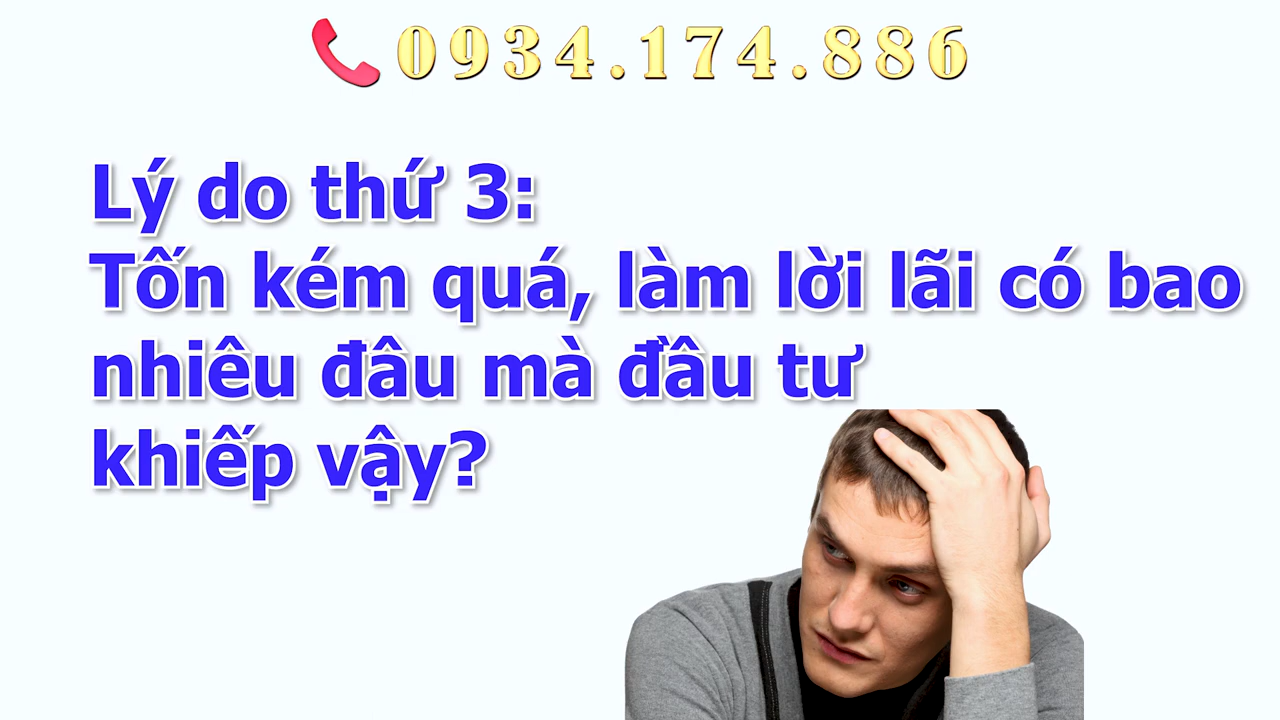 0934.174.886
Lý do thứ 3:
Tốn kém quá, làm lời lãi có bao
nhiêu đâu mà đầu tư
khiếp vậy?